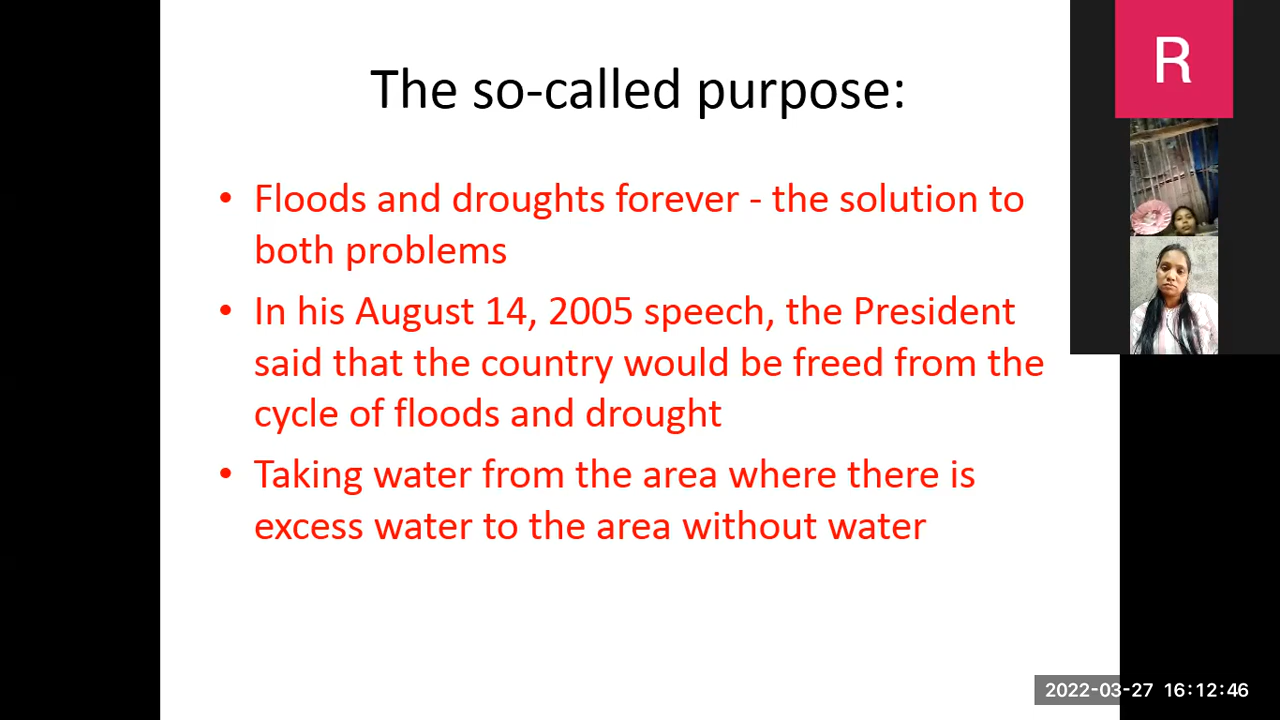 The so-called purpose:
• Floods and droughts forever - the solution to
both problems
• In his August 14, 2005 speech, the President
said that the country would be freed from the
cycle of floods and drought
• Taking water from the area where there is
excess water to the area without water
R
2022-03-27 16:12:46